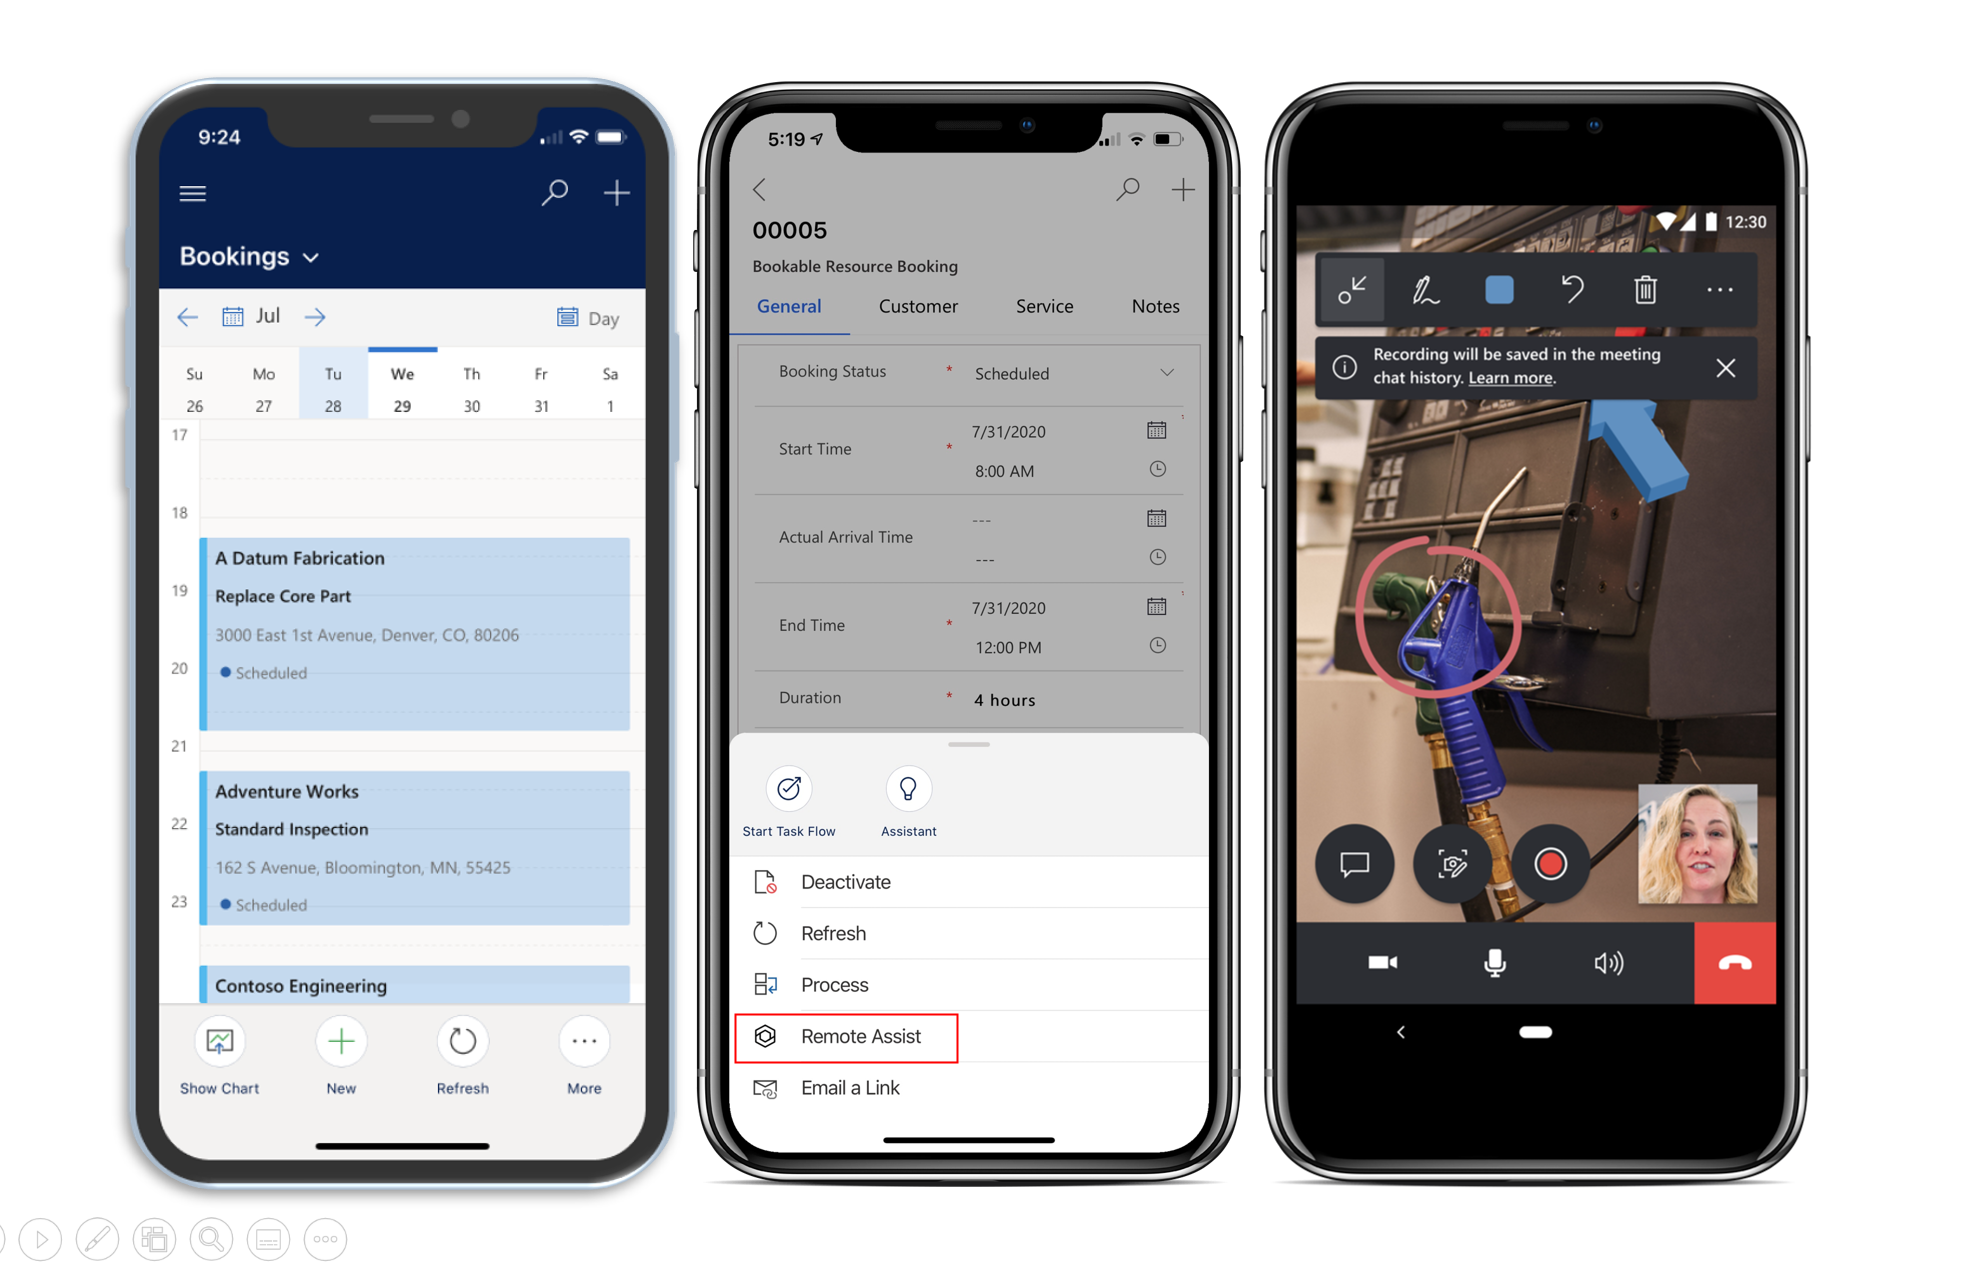 9:24
Bookings
Jul
Day
Su Mo Tu We Th Fr Sa
26 27 28 29 30 31 1
17
18
A Datum Fabrication
19
Replace Core Part
3000 East 1st Avenue, Denver, CO, 80206
20
Scheduled
21
Adventure Works
22
Standard Inspection
162 S Avenue, Bloomington, MN, 55425
23
Scheduled
Contoso Engineering
Show Chart New Refresh More
5:19
00005
Bookable Resource Booking
General Customer Service Notes
Booking Status * Scheduled
7/31/2020
Start Time *
8:00 AM
---
Actual Arrival Time
---
7/31/2020
End Time *
12:00 PM
Duration * 4 hours
Start Task Flow Assistant
Deactivate
Refresh
Process
Remote Assist
Email a Link
12:30
Recording will be saved in the meeting
chat history. Learn more.